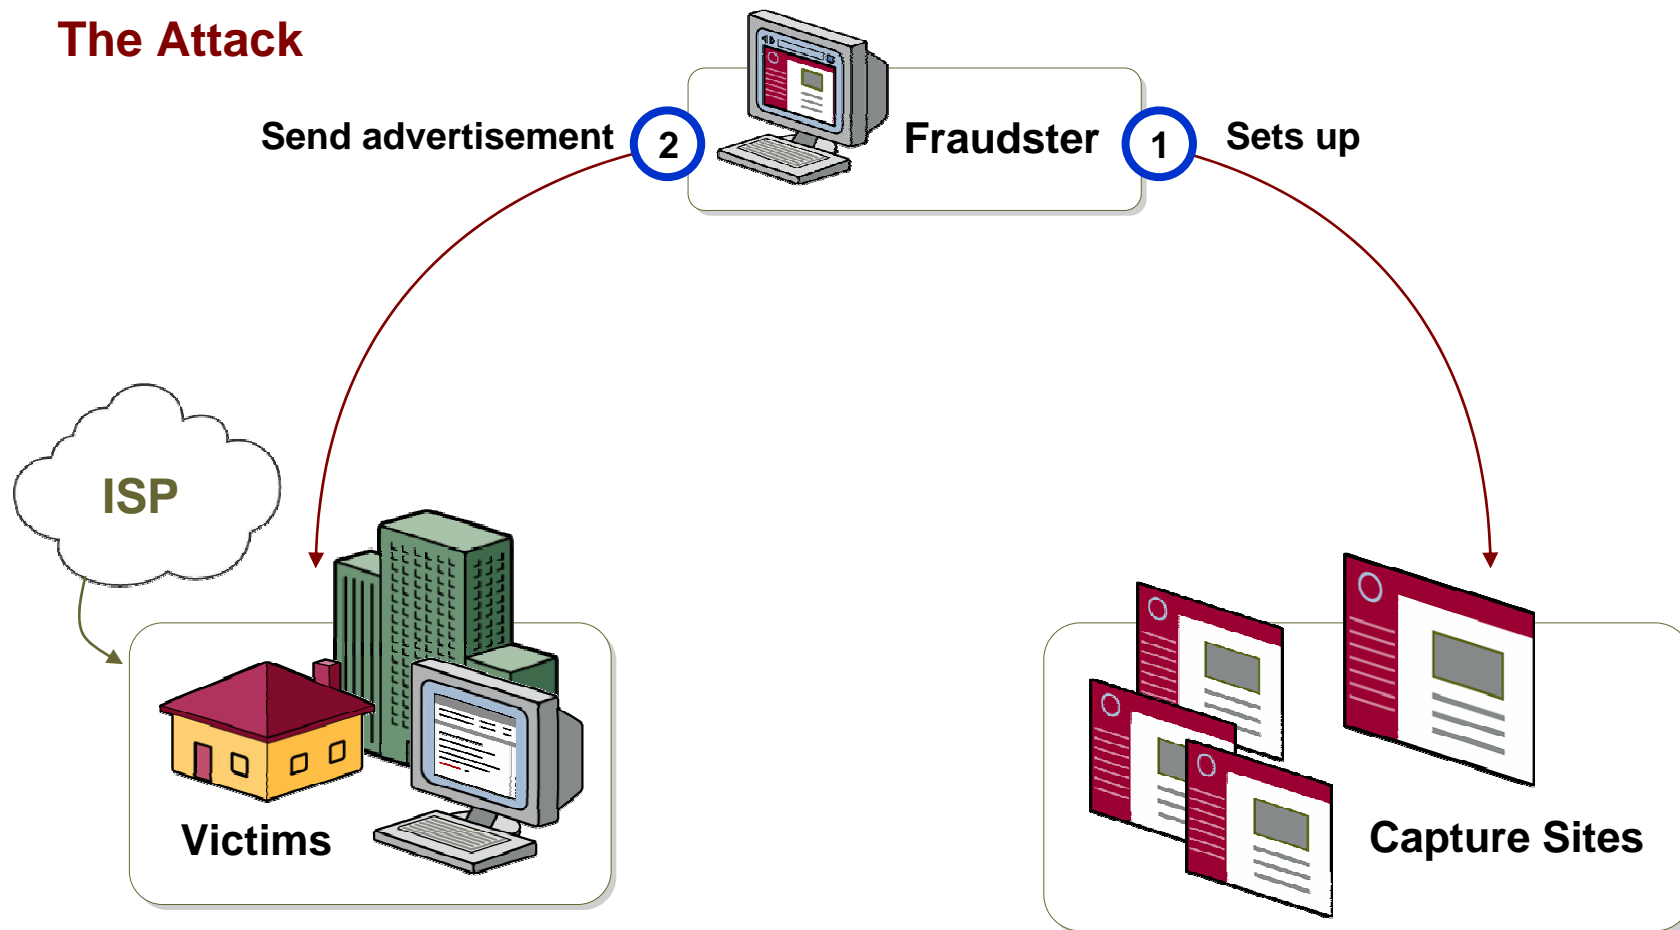 The Attack
Send advertisement
2
Fraudster
1
Sets up
ISP
Victims
Capture Sites